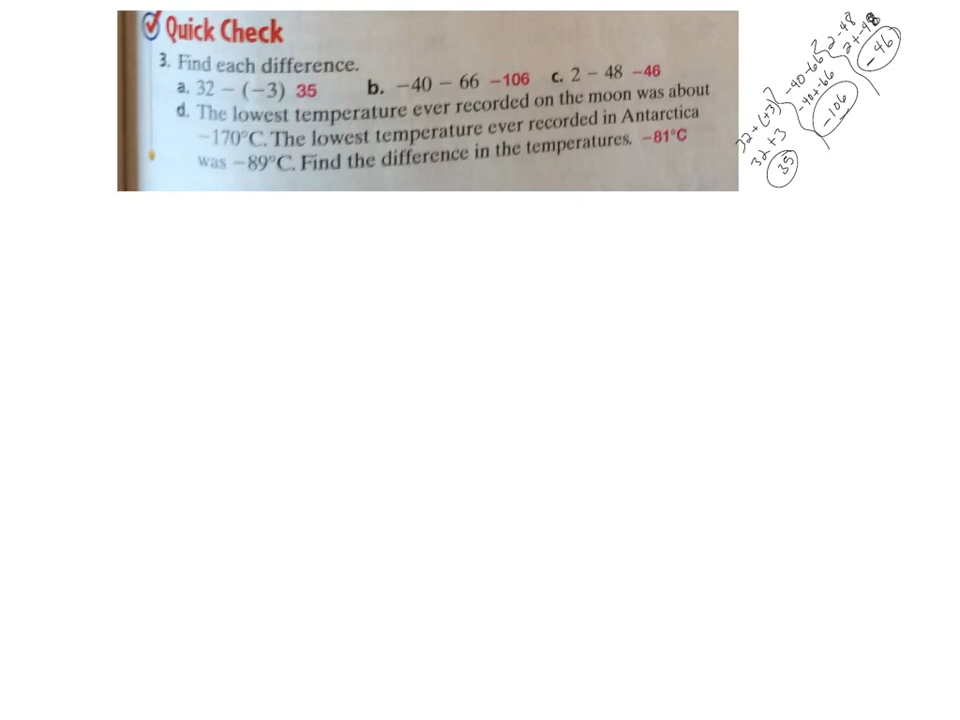 Quick Check
3. Find each difference.
a. 32 − (−3) 35 b. −40 − 66 −106 c. 2 − 48 −46
d. The lowest temperature ever recorded on the moon was about
−170°C. The lowest temperature ever recorded in Antarctica
was −89°C. Find the difference in the temperatures. −81°C
32 + (+3)
32 + 3
35
-40 - 66
-40 + -66
-106
2 - 48
2 + -48
-46